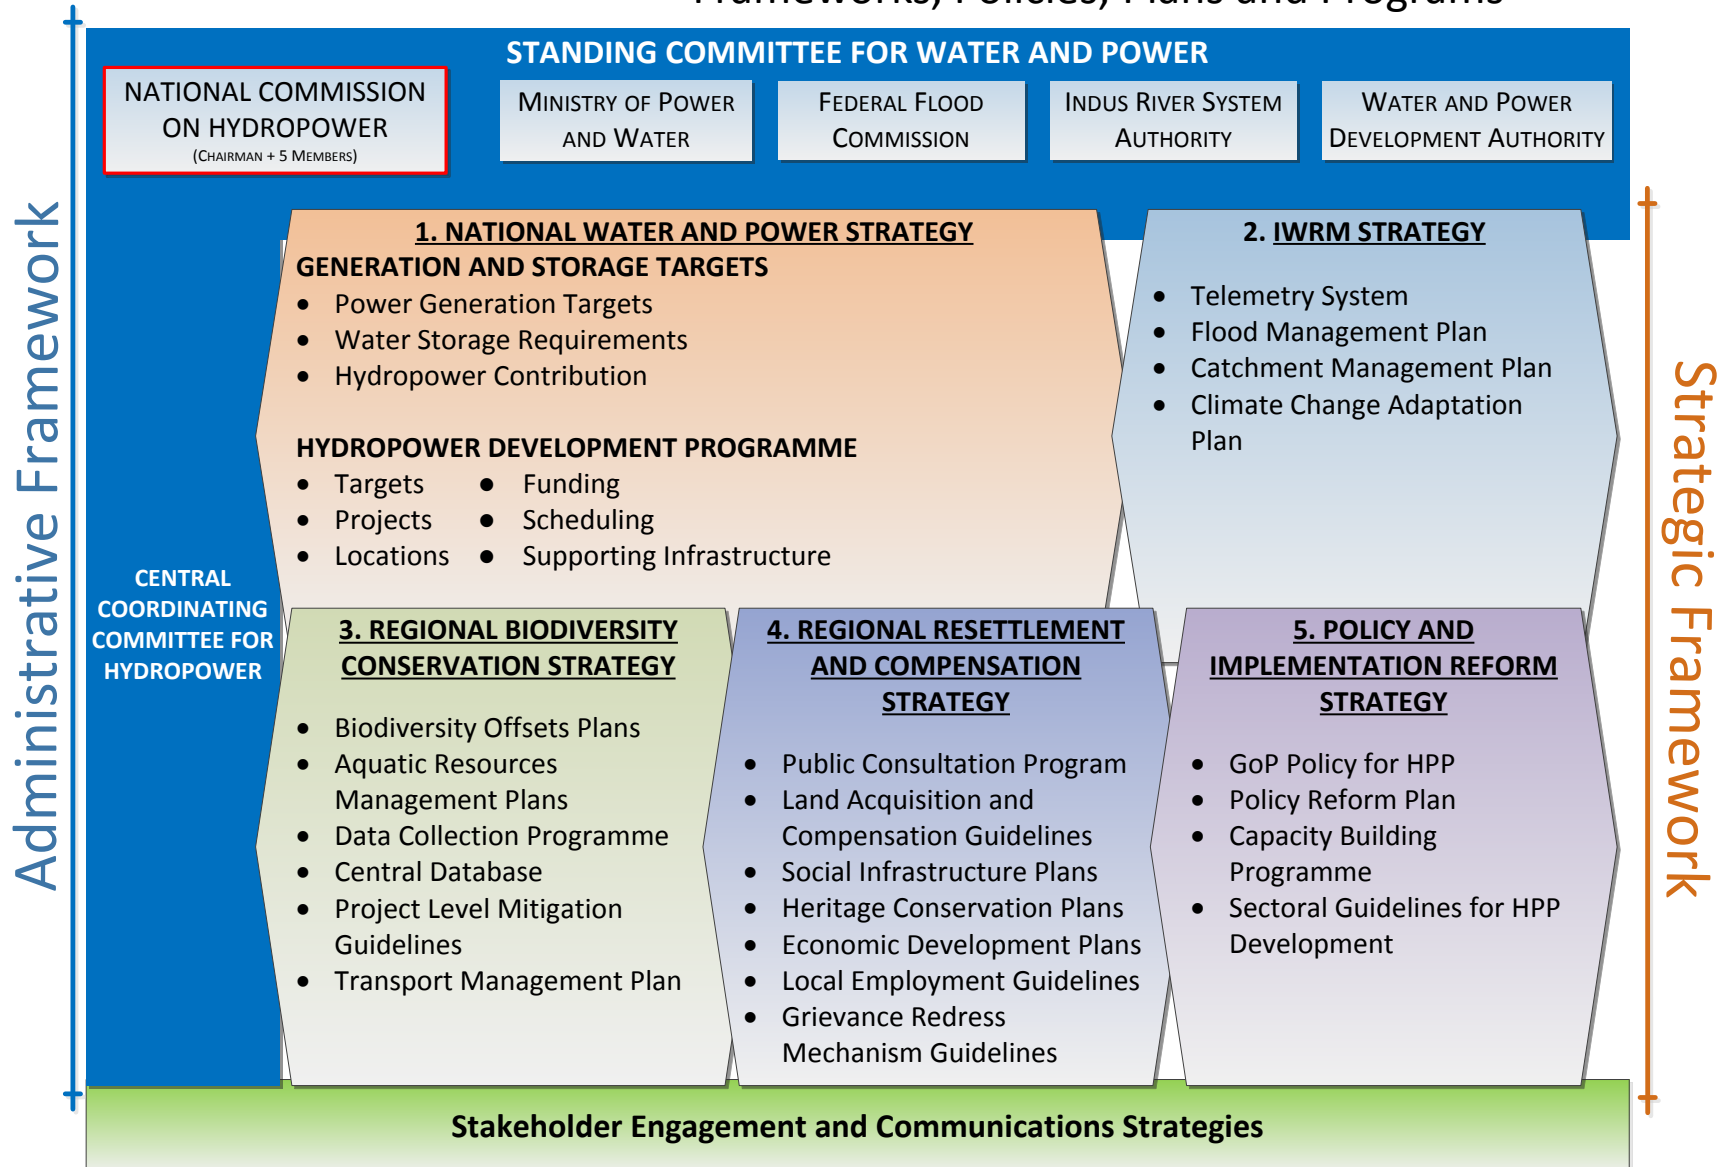 Frameworks, Policies, Plans and Programs
STANDING COMMITTEE FOR WATER AND POWER
NATIONAL COMMISSION
ON HYDROPOWER
(CHAIRMAN + 5 MEMBERS)
MINISTRY OF POWER
AND WATER
FEDERAL FLOOD
COMMISSION
INDUS RIVER SYSTEM
AUTHORITY
WATER AND POWER
DEVELOPMENT AUTHORITY
Administrative Framework
CENTRAL
COORDINATING
COMMITTEE FOR
HYDROPOWER
1. NATIONAL WATER AND POWER STRATEGY
GENERATION AND STORAGE TARGETS
• Power Generation Targets
• Water Storage Requirements
• Hydropower Contribution
HYDROPOWER DEVELOPMENT PROGRAMME
• Targets ● Funding
• Projects ● Scheduling
• Locations ● Supporting Infrastructure
2. IWRM STRATEGY
• Telemetry System
• Flood Management Plan
• Catchment Management Plan
• Climate Change Adaptation
Plan
3. REGIONAL BIODIVERSITY
CONSERVATION STRATEGY
• Biodiversity Offsets Plans
• Aquatic Resources
Management Plans
• Data Collection Programme
• Central Database
• Project Level Mitigation
Guidelines
• Transport Management Plan
4. REGIONAL RESETTLEMENT
AND COMPENSATION
STRATEGY
• Public Consultation Program
• Land Acquisition and
Compensation Guidelines
• Social Infrastructure Plans
• Heritage Conservation Plans
• Economic Development Plans
• Local Employment Guidelines
• Grievance Redress
Mechanism Guidelines
5. POLICY AND
IMPLEMENTATION REFORM
STRATEGY
• GoP Policy for HPP
• Policy Reform Plan
• Capacity Building
Programme
• Sectoral Guidelines for HPP
Development
Strategic Framework
Stakeholder Engagement and Communications Strategies